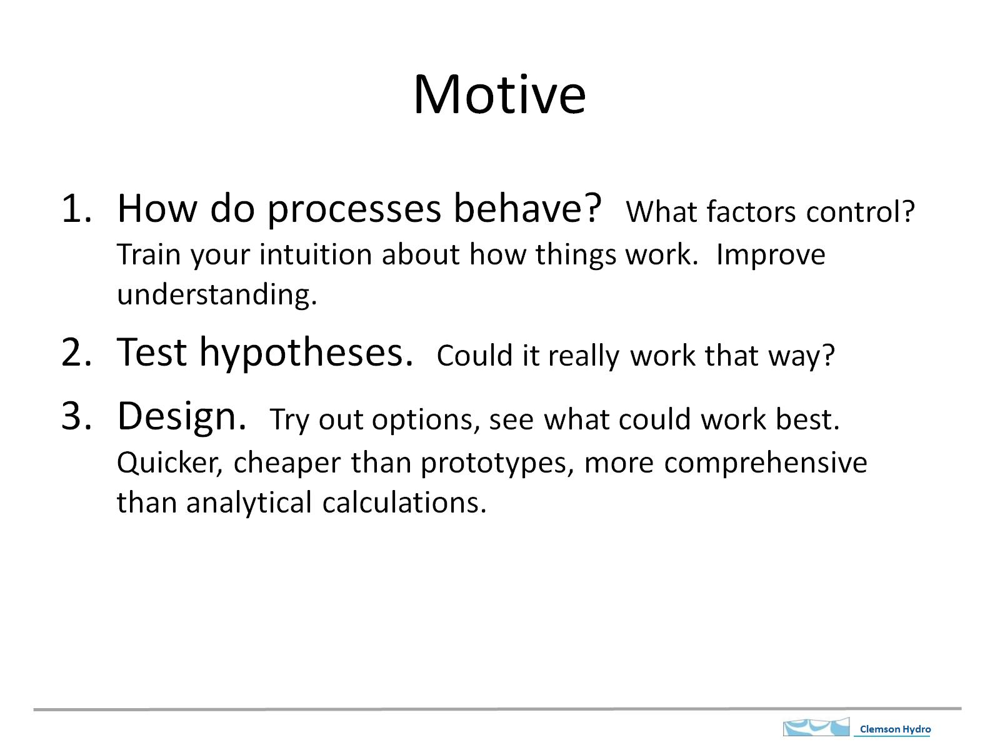 Motive
1. How do processes behave? What factors control?
Train your intuition about how things work. Improve
understanding.
2. Test hypotheses. Could it really work that way?
3. Design. Try out options, see what could work best.
Quicker, cheaper than prototypes, more comprehensive
than analytical calculations.
Clemson Hydro